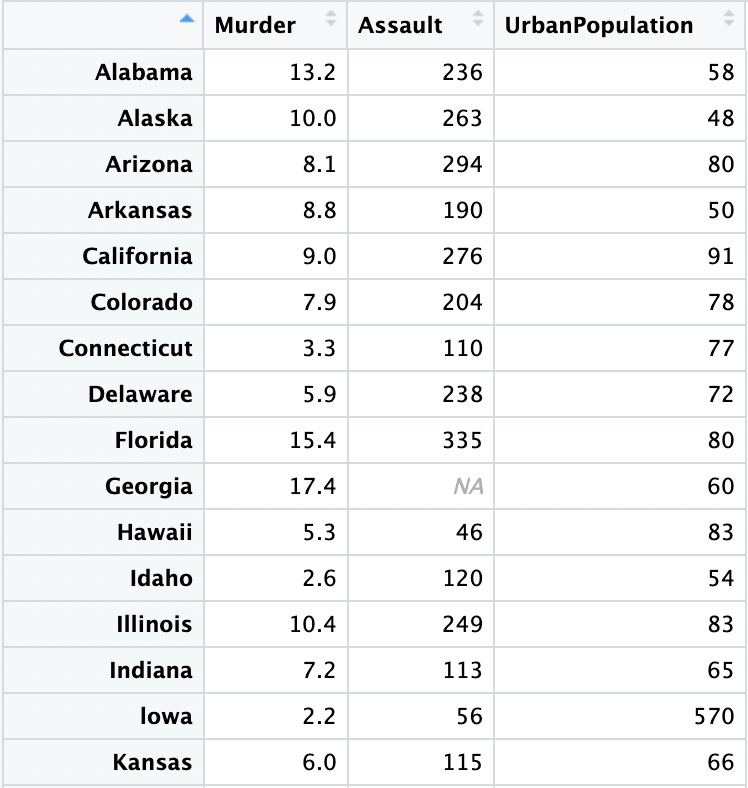 Murder Assault UrbanPopulation
Alabama 13.2 236 58
Alaska 10.0 263 48
Arizona 8.1 294 80
Arkansas 8.8 190 50
California 9.0 276 91
Colorado 7.9 204 78
Connecticut 3.3 110 77
Delaware 5.9 238 72
Florida 15.4 335 80
Georgia 17.4 NA 60
Hawaii 5.3 46 83
Idaho 2.6 120 54
Illinois 10.4 249 83
Indiana 7.2 113 65
Iowa 2.2 56 570
Kansas 6.0 115 66